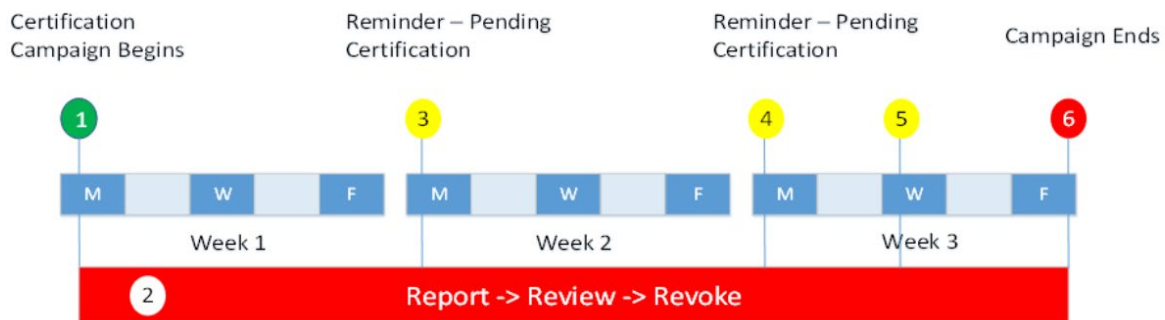 Certification
Campaign Begins
Reminder – Pending
Certification
Reminder – Pending
Certification
Campaign Ends
1
3
4
5
6
M W F
M W F
M W F
Week 1
Week 2
Week 3
2
Report -> Review -> Revoke